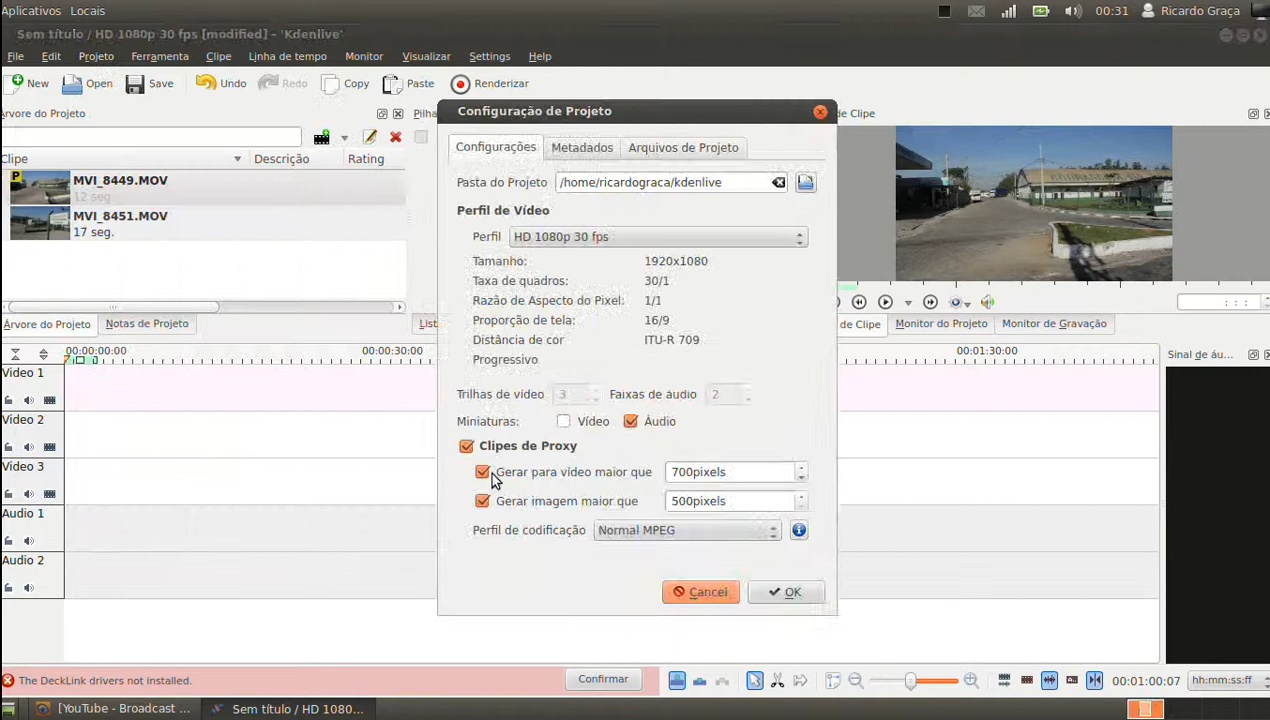 Aplicativos Locais 00:31 Ricardo Graça
Sem título / HD 1080p 30 fps [modified] – 'Kdenlive'
File Edit Projeto Ferramenta Clipe Linha de tempo Monitor Visualizar Settings Help
New Open Save Undo Redo Copy Paste Renderizar
Árvore do Projeto Pilha
de Clipe
Clipe Descrição Rating
P MVI_8449.MOV
12 seg
MVI_8451.MOV
17 seg.
Árvore do Projeto Notas de Projeto List
de Clipe Monitor do Projeto Monitor de Gravação
Configuração de Projeto
Configurações Metadados Arquivos de Projeto
Pasta do Projeto /home/ricardograca/kdenlive
Perfil de Vídeo
Perfil HD 1080p 30 fps
Tamanho: 1920x1080
Taxa de quadros: 30/1
Razão de Aspecto do Pixel: 1/1
Proporção de tela: 16/9
Distância de cor ITU-R 709
Progressivo
Trilhas de vídeo 3 Faixas de áudio 2
Miniaturas: Vídeo Áudio
Clipes de Proxy
Gerar para vídeo maior que 700pixels
Gerar imagem maior que 500pixels
Perfil de codificação Normal MPEG
Cancel OK
: : :
00:00:00:00 00:00:30:00 00:01:30:00 Sinal de áu...
Video 1
Video 2
Video 3
Audio 1
Audio 2
The DeckLink drivers not installed. Confirmar 00:01:00:07 hh:mm:ss:ff
[YouTube - Broadcast ... Sem título / HD 1080...